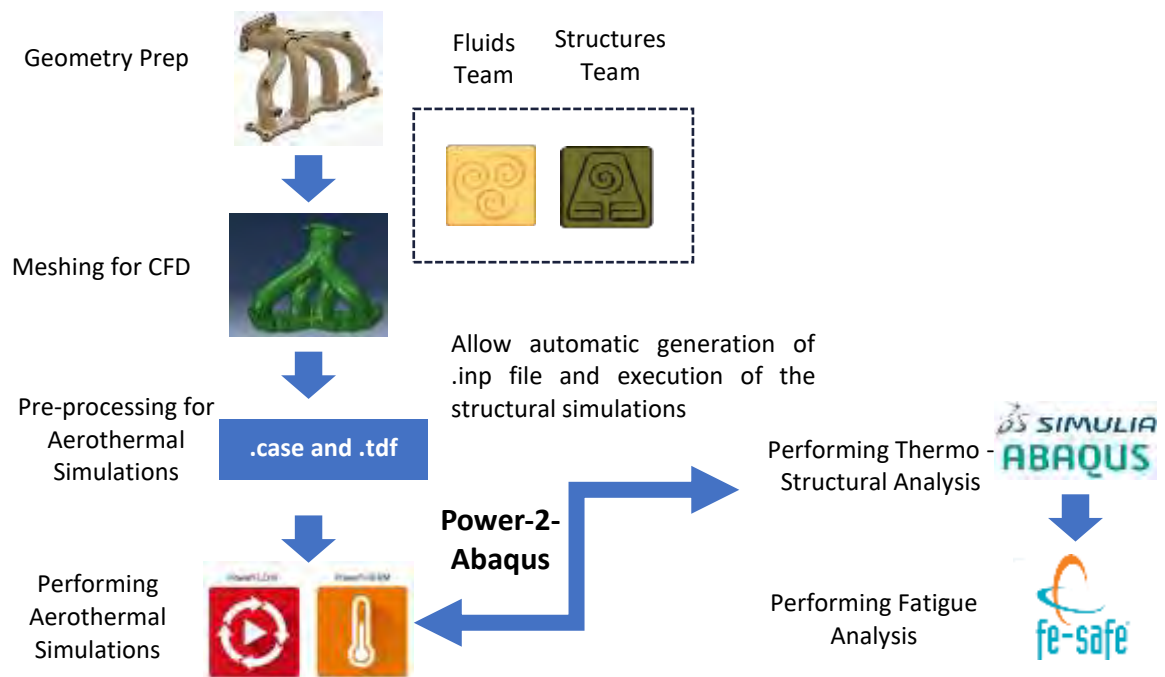 Geometry Prep
Fluids
Team
Structures
Team
Meshing for CFD
Allow automatic generation of
.inp file and execution of the
structural simulations
Pre-processing for
Aerothermal
Simulations
.case and .tdf
Performing Thermo -
Structural Analysis
SIMULIA
ABAQUS
Power-2-
Abaqus
Performing
Aerothermal
Simulations
Performing Fatigue
Analysis
fe-safe